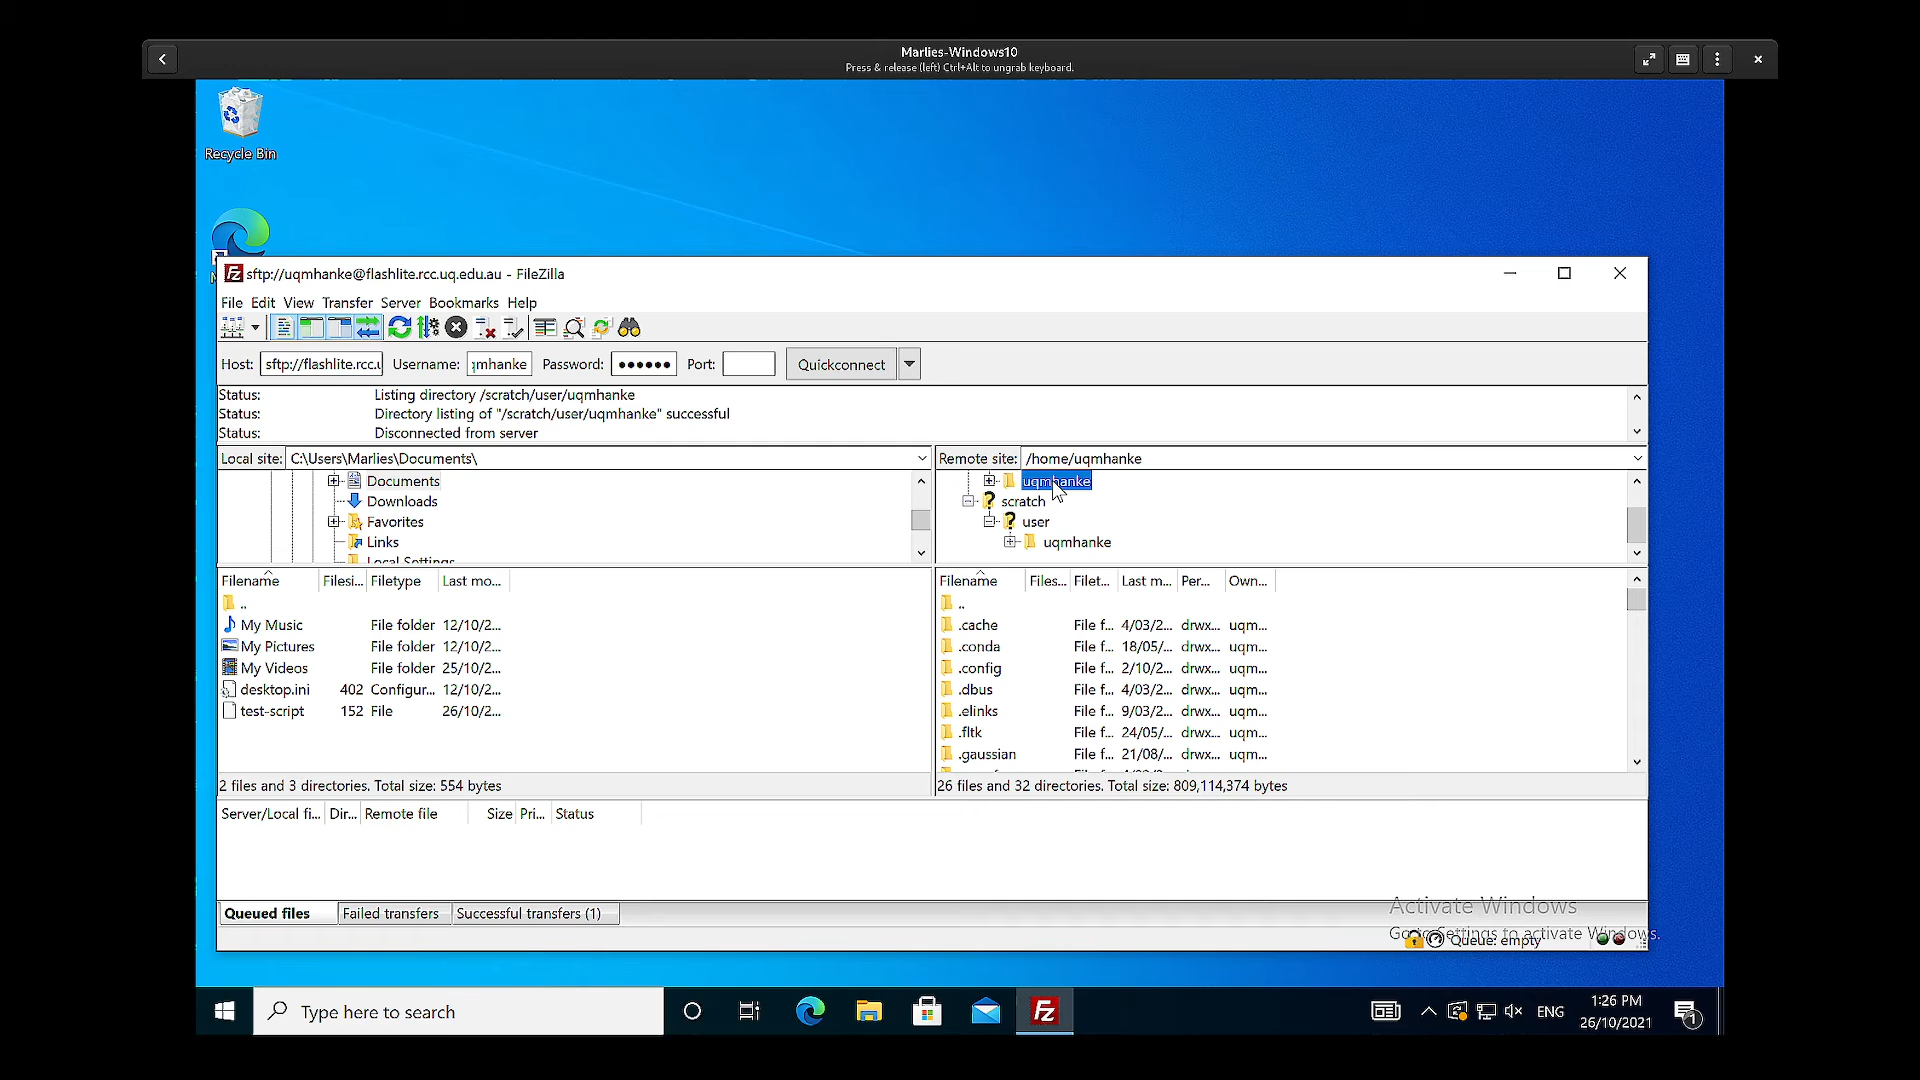 Marlies-Windows10
Press & release (left) Ctrl+Alt to ungrab keyboard.
Recycle Bin
sftp://uqmhanke@flashlite.rcc.uq.edu.au - FileZilla
File Edit View Transfer Server Bookmarks Help
Host: sftp://flashlite.rcc.u Username: qmhanke Password: ●●●●●● Port: Quickconnect
Status: Listing directory /scratch/user/uqmhanke
Status: Directory listing of "/scratch/user/uqmhanke" successful
Status: Disconnected from server
Local site: C:\Users\Marlies\Documents\
Documents
Downloads
Favorites
Links
Local Settings
Remote site: /home/uqmhanke
uqmhanke
scratch
user
uqmhanke
Filename Filesi... Filetype Last mo...
..
My Music File folder 12/10/2...
My Pictures File folder 12/10/2...
My Videos File folder 25/10/2...
desktop.ini 402 Configur... 12/10/2...
test-script 152 File 26/10/2...
2 files and 3 directories. Total size: 554 bytes
Filename Files... Filet... Last m... Per... Own...
..
.cache File f... 4/03/2... drwx... uqm...
.conda File f... 18/05/... drwx... uqm...
.config File f... 2/10/2... drwx... uqm...
.dbus File f... 4/03/2... drwx... uqm...
.elinks File f... 9/03/2... drwx... uqm...
.fltk File f... 24/05/... drwx... uqm...
.gaussian File f... 21/08/... drwx... uqm...
26 files and 32 directories. Total size: 809,114,374 bytes
Server/Local fi... Dir... Remote file Size Pri... Status
Queued files Failed transfers Successful transfers (1)
Activate Windows
Go to Settings to activate Windows.
Queue: empty
Type here to search
ENG
1:26 PM
26/10/2021
1